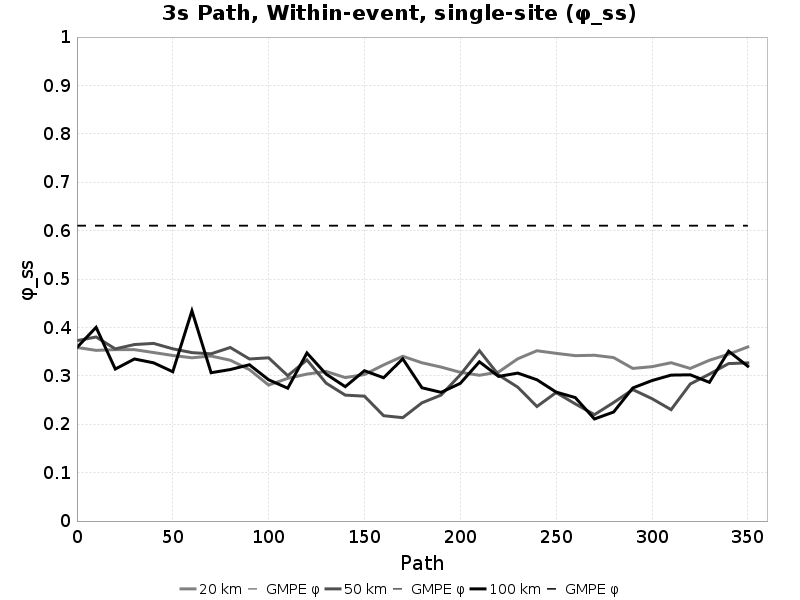 3s Path, Within-event, single-site (φ_ss)
1
0.9
0.8
0.7
0.6
0.5
0.4
0.3
0.2
0.1
0
φ_ss
0 50 100 150 200 250 300 350
Path
20 km GMPE φ 50 km GMPE φ 100 km GMPE φ